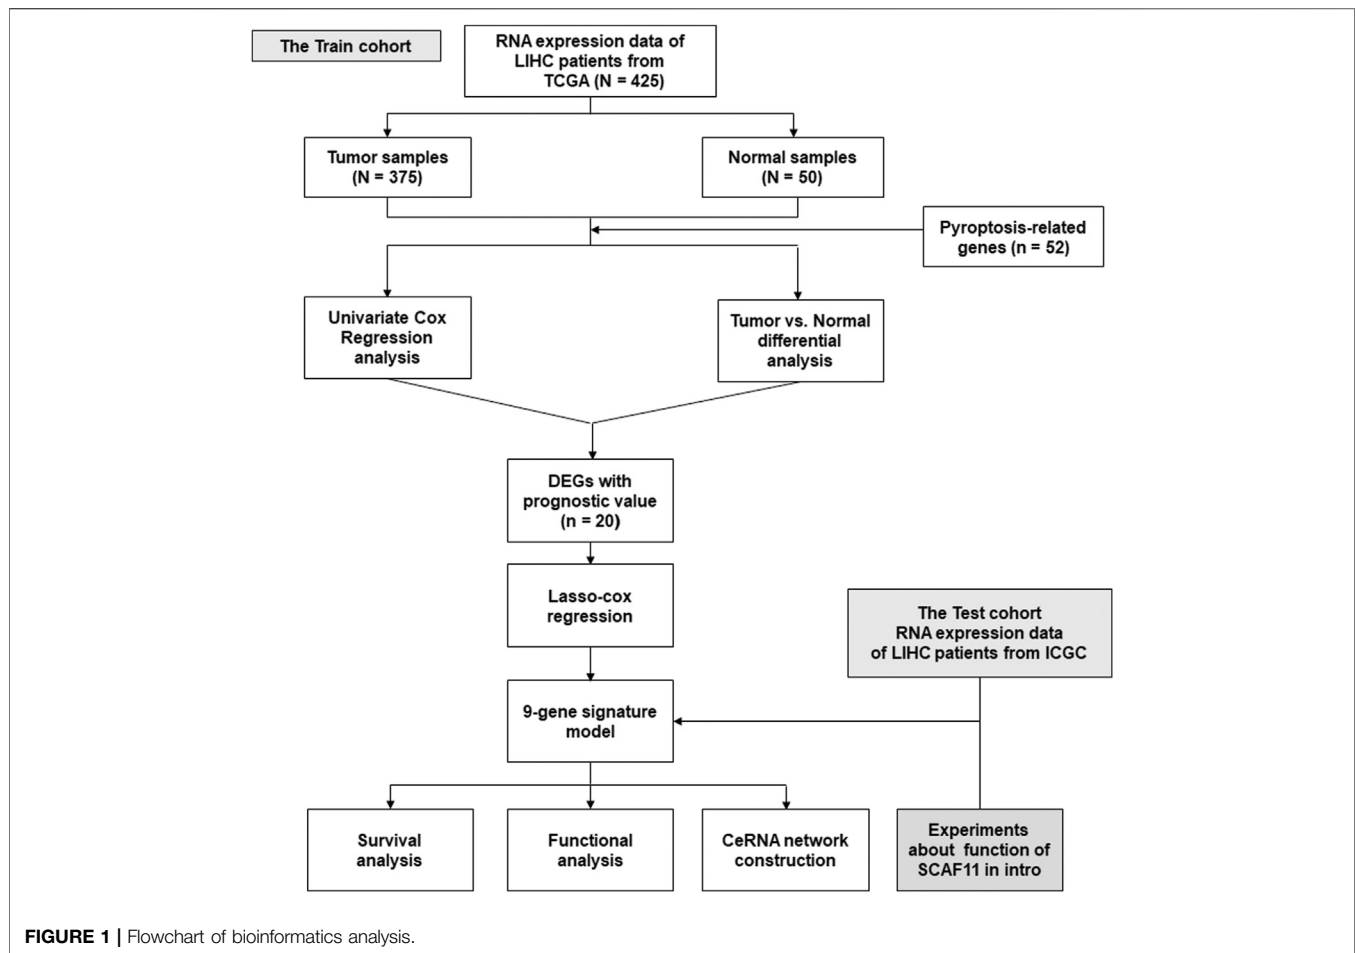 The Train cohort
RNA expression data of
LIHC patients from
TCGA (N = 425)
Tumor samples
(N = 375)
Normal samples
(N = 50)
Pyroptosis-related
genes (n = 52)
Univariate Cox
Regression
analysis
Tumor vs. Normal
differential
analysis
DEGs with
prognostic value
(n = 20)
Lasso-cox
regression
The Test cohort
RNA expression data
of LIHC patients from ICGC
9-gene signature
model
Survival
analysis
Functional
analysis
CeRNA network
construction
Experiments
about function of
SCAF11 in intro
FIGURE 1 | Flowchart of bioinformatics analysis.